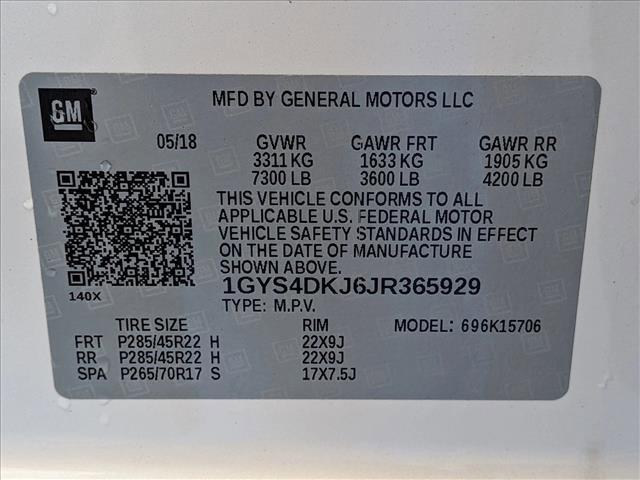 GM
MFD BY GENERAL MOTORS LLC
05/18 GVWR GAWR FRT GAWR RR
3311 KG 1633 KG 1905 KG
7300 LB 3600 LB 4200 LB
THIS VEHICLE CONFORMS TO ALL
APPLICABLE U.S. FEDERAL MOTOR
VEHICLE SAFETY STANDARDS IN EFFECT
ON THE DATE OF MANUFACTURE
SHOWN ABOVE.
140X
1GYS4DKJ6JR365929
TYPE: M.P.V.
TIRE SIZE RIM MODEL: 696K15706
FRT P285/45R22 H 22X9J
RR P285/45R22 H 22X9J
SPA P265/70R17 S 17X7.5J